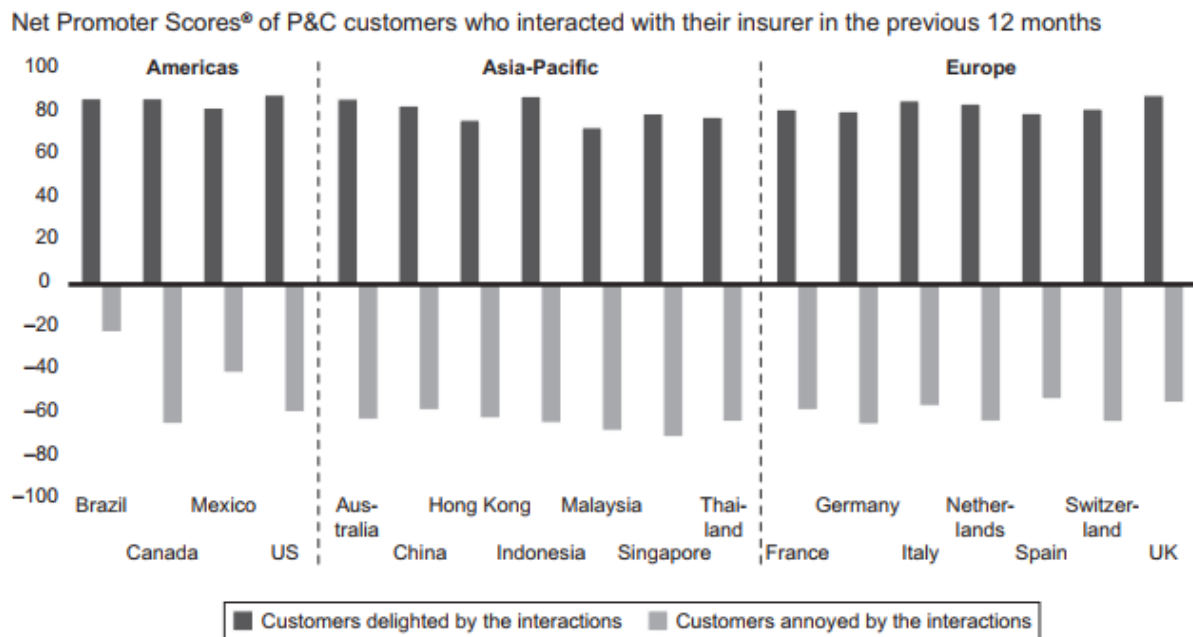 Net Promoter Scores® of P&C customers who interacted with their insurer in the previous 12 months
100
80
60
40
20
0
–20
–40
–60
–80
–100
Americas
Asia-Pacific
Europe
Brazil
Canada
Mexico
US
Aus-
tralia
China
Hong Kong
Indonesia
Malaysia
Singapore
Thai-
land
France
Germany
Italy
Nether-
lands
Spain
Switzer-
land
UK
Customers delighted by the interactions
Customers annoyed by the interactions